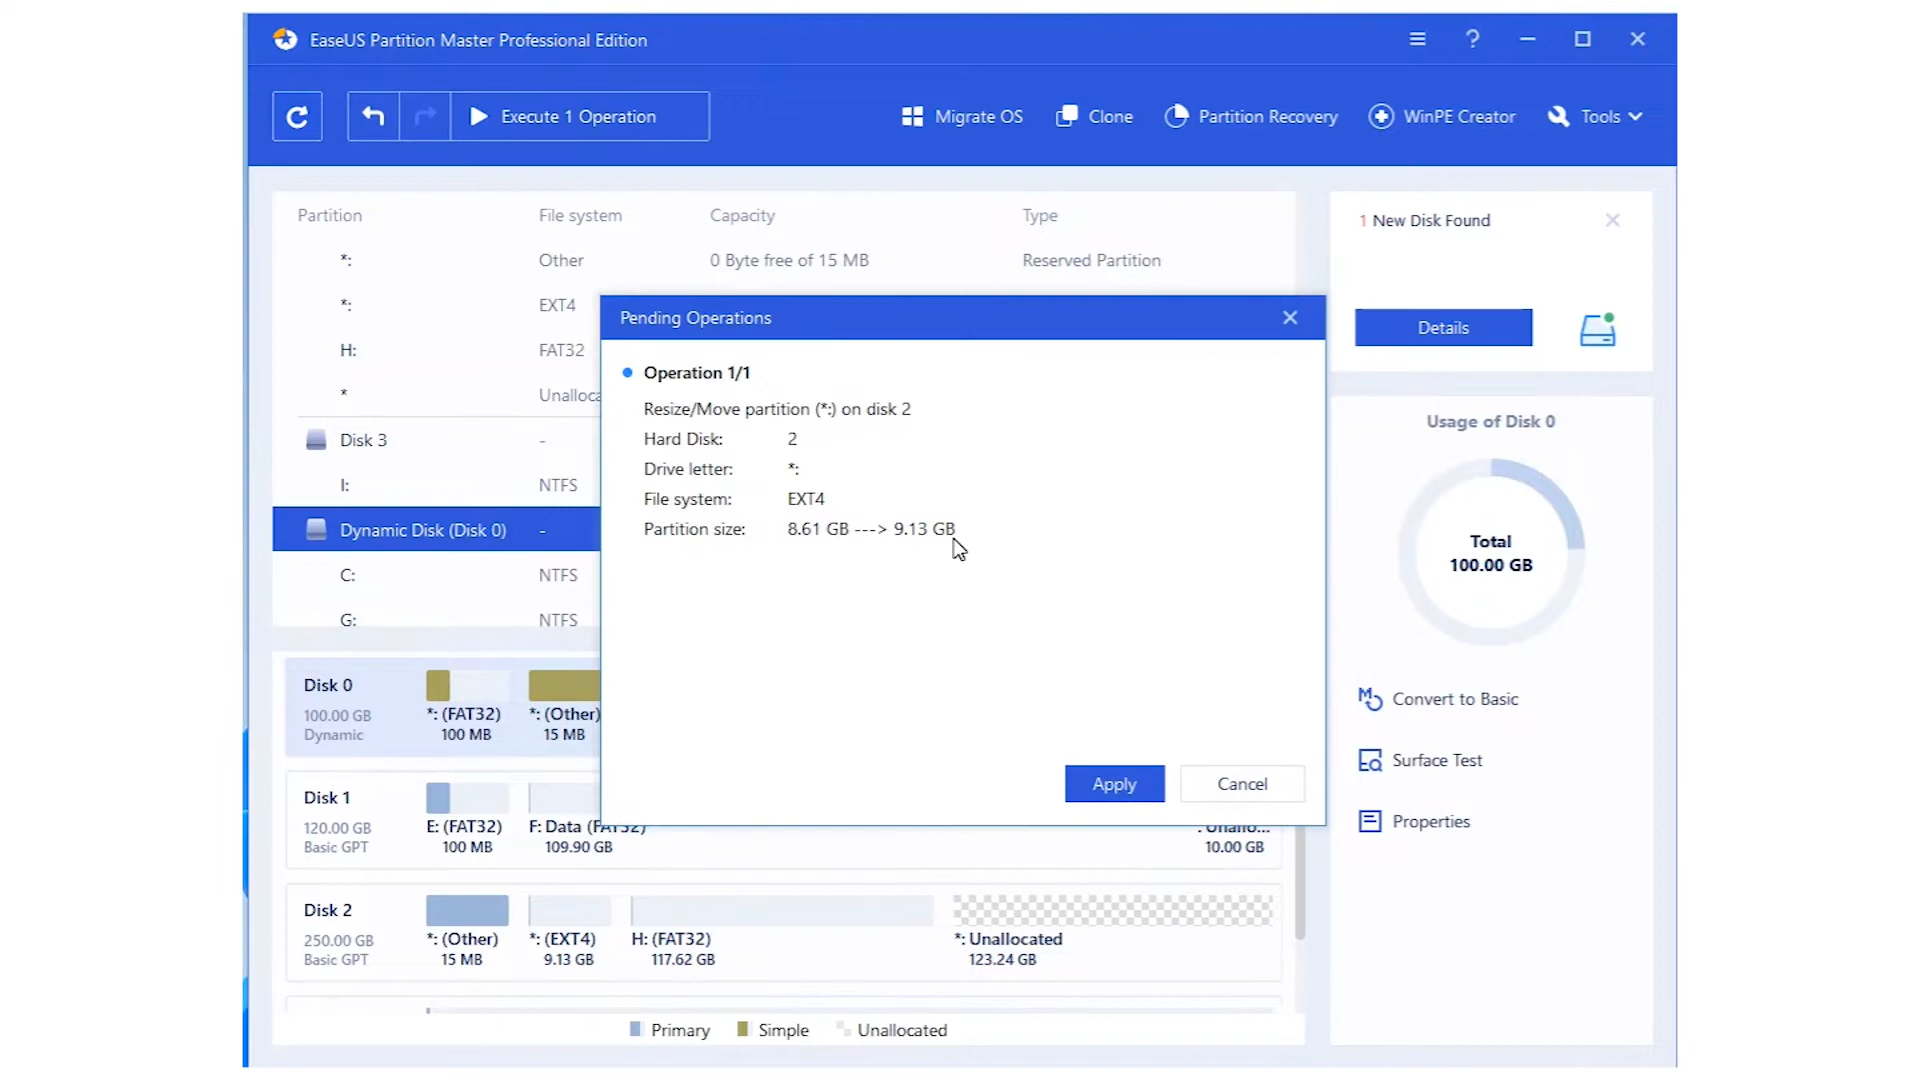 EaseUS Partition Master Professional Edition
Execute 1 Operation
Migrate OS
Clone
Partition Recovery
WinPE Creator
Tools
Partition File system Capacity Type
*: Other 0 Byte free of 15 MB Reserved Partition
*: EXT4
H: FAT32
* Unalloca
Disk 3 -
I: NTFS
Dynamic Disk (Disk 0) -
C: NTFS
G: NTFS
Pending Operations
Operation 1/1
Resize/Move partition (*:) on disk 2
Hard Disk: 2
Drive letter: *:
File system: EXT4
Partition size: 8.61 GB ---> 9.13 GB
Apply
Cancel
1 New Disk Found
Details
Usage of Disk 0
Total
100.00 GB
Convert to Basic
Surface Test
Properties
Disk 0
100.00 GB
Dynamic
*: (FAT32)
100 MB
*: (Other)
15 MB
Disk 1
120.00 GB
Basic GPT
E: (FAT32)
100 MB
F: Data (FAT32)
109.90 GB
: Unallo...
10.00 GB
Disk 2
250.00 GB
Basic GPT
*: (Other)
15 MB
*: (EXT4)
9.13 GB
H: (FAT32)
117.62 GB
*: Unallocated
123.24 GB
Primary
Simple
Unallocated